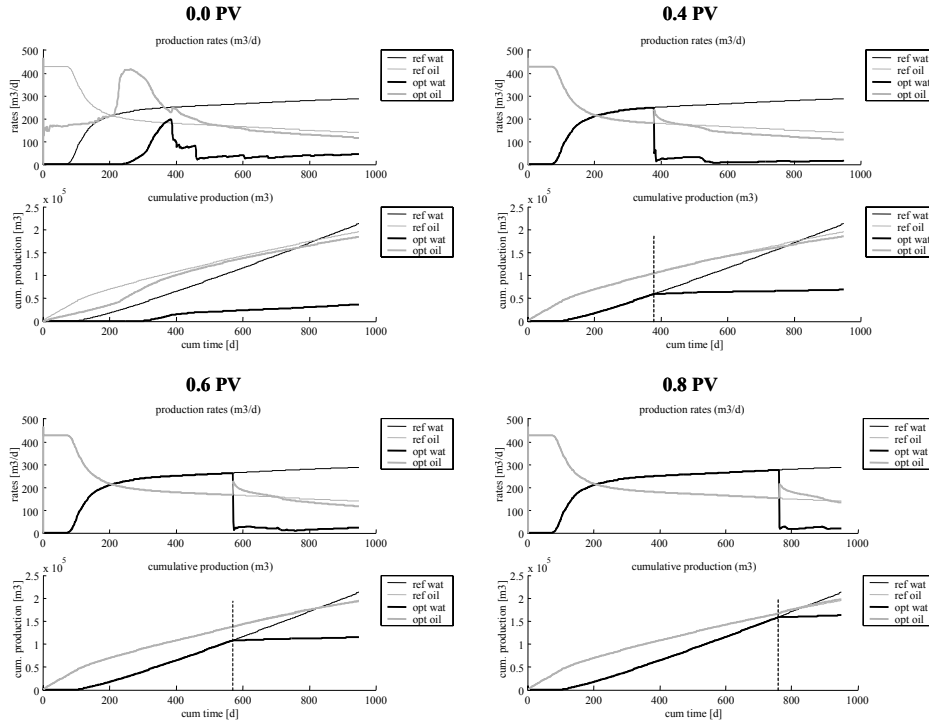 0.0 PV
production rates (m3/d)
rates [m3/d]
500
400
300
200
100
0
0 200 400 600 800 1000
ref wat
ref oil
opt wat
opt oil
x 10^5
cumulative production (m3)
cum. production [m3]
2.5
2
1.5
1
0.5
0
0 200 400 600 800 1000
cum time [d]
ref wat
ref oil
opt wat
opt oil
0.4 PV
production rates (m3/d)
rates [m3/d]
500
400
300
200
100
0
0 200 400 600 800 1000
ref wat
ref oil
opt wat
opt oil
x 10^5
cumulative production (m3)
cum. production [m3]
2.5
2
1.5
1
0.5
0
0 200 400 600 800 1000
cum time [d]
ref wat
ref oil
opt wat
opt oil
0.6 PV
production rates (m3/d)
rates [m3/d]
500
400
300
200
100
0
0 200 400 600 800 1000
ref wat
ref oil
opt wat
opt oil
x 10^5
cumulative production (m3)
cum. production [m3]
2.5
2
1.5
1
0.5
0
0 200 400 600 800 1000
cum time [d]
ref wat
ref oil
opt wat
opt oil
0.8 PV
production rates (m3/d)
rates [m3/d]
500
400
300
200
100
0
0 200 400 600 800 1000
ref wat
ref oil
opt wat
opt oil
x 10^5
cumulative production (m3)
cum. production [m3]
2.5
2
1.5
1
0.5
0
0 200 400 600 800 1000
cum time [d]
ref wat
ref oil
opt wat
opt oil